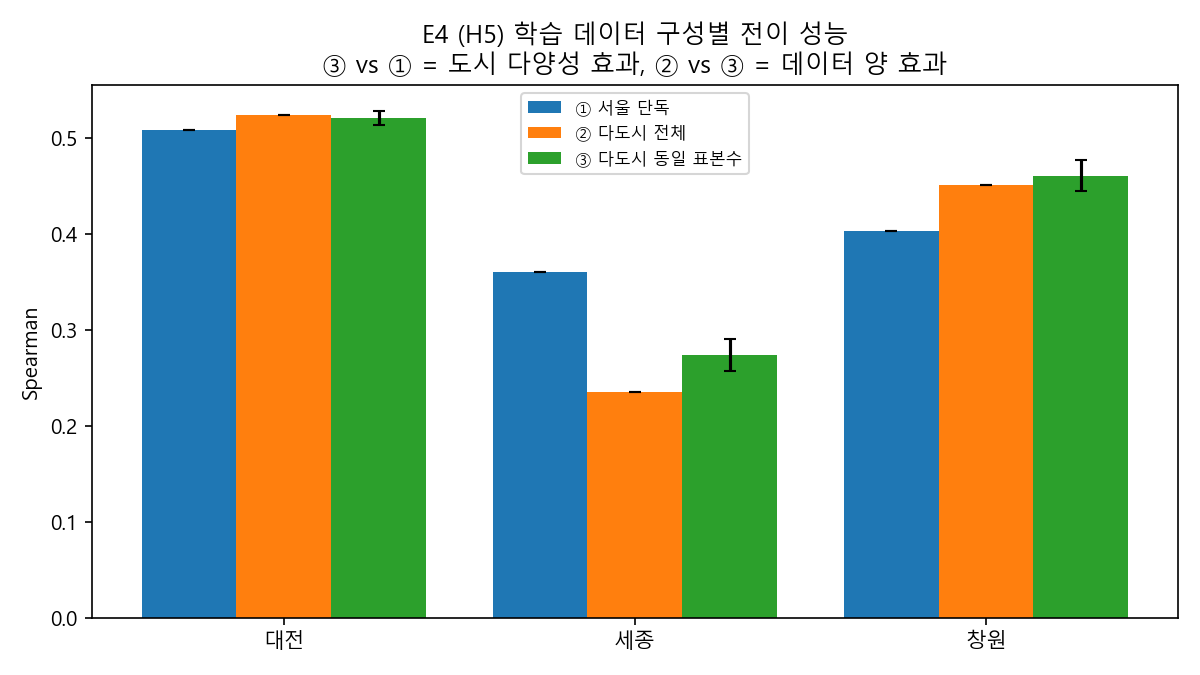 E4 (H5) 학습 데이터 구성별 전이 성능
③ vs ① = 도시 다양성 효과, ② vs ③ = 데이터 양 효과
① 서울 단독
② 다도시 전체
③ 다도시 동일 표본수
Spearman
0.5
0.4
0.3
0.2
0.1
0.0
대전 세종 창원